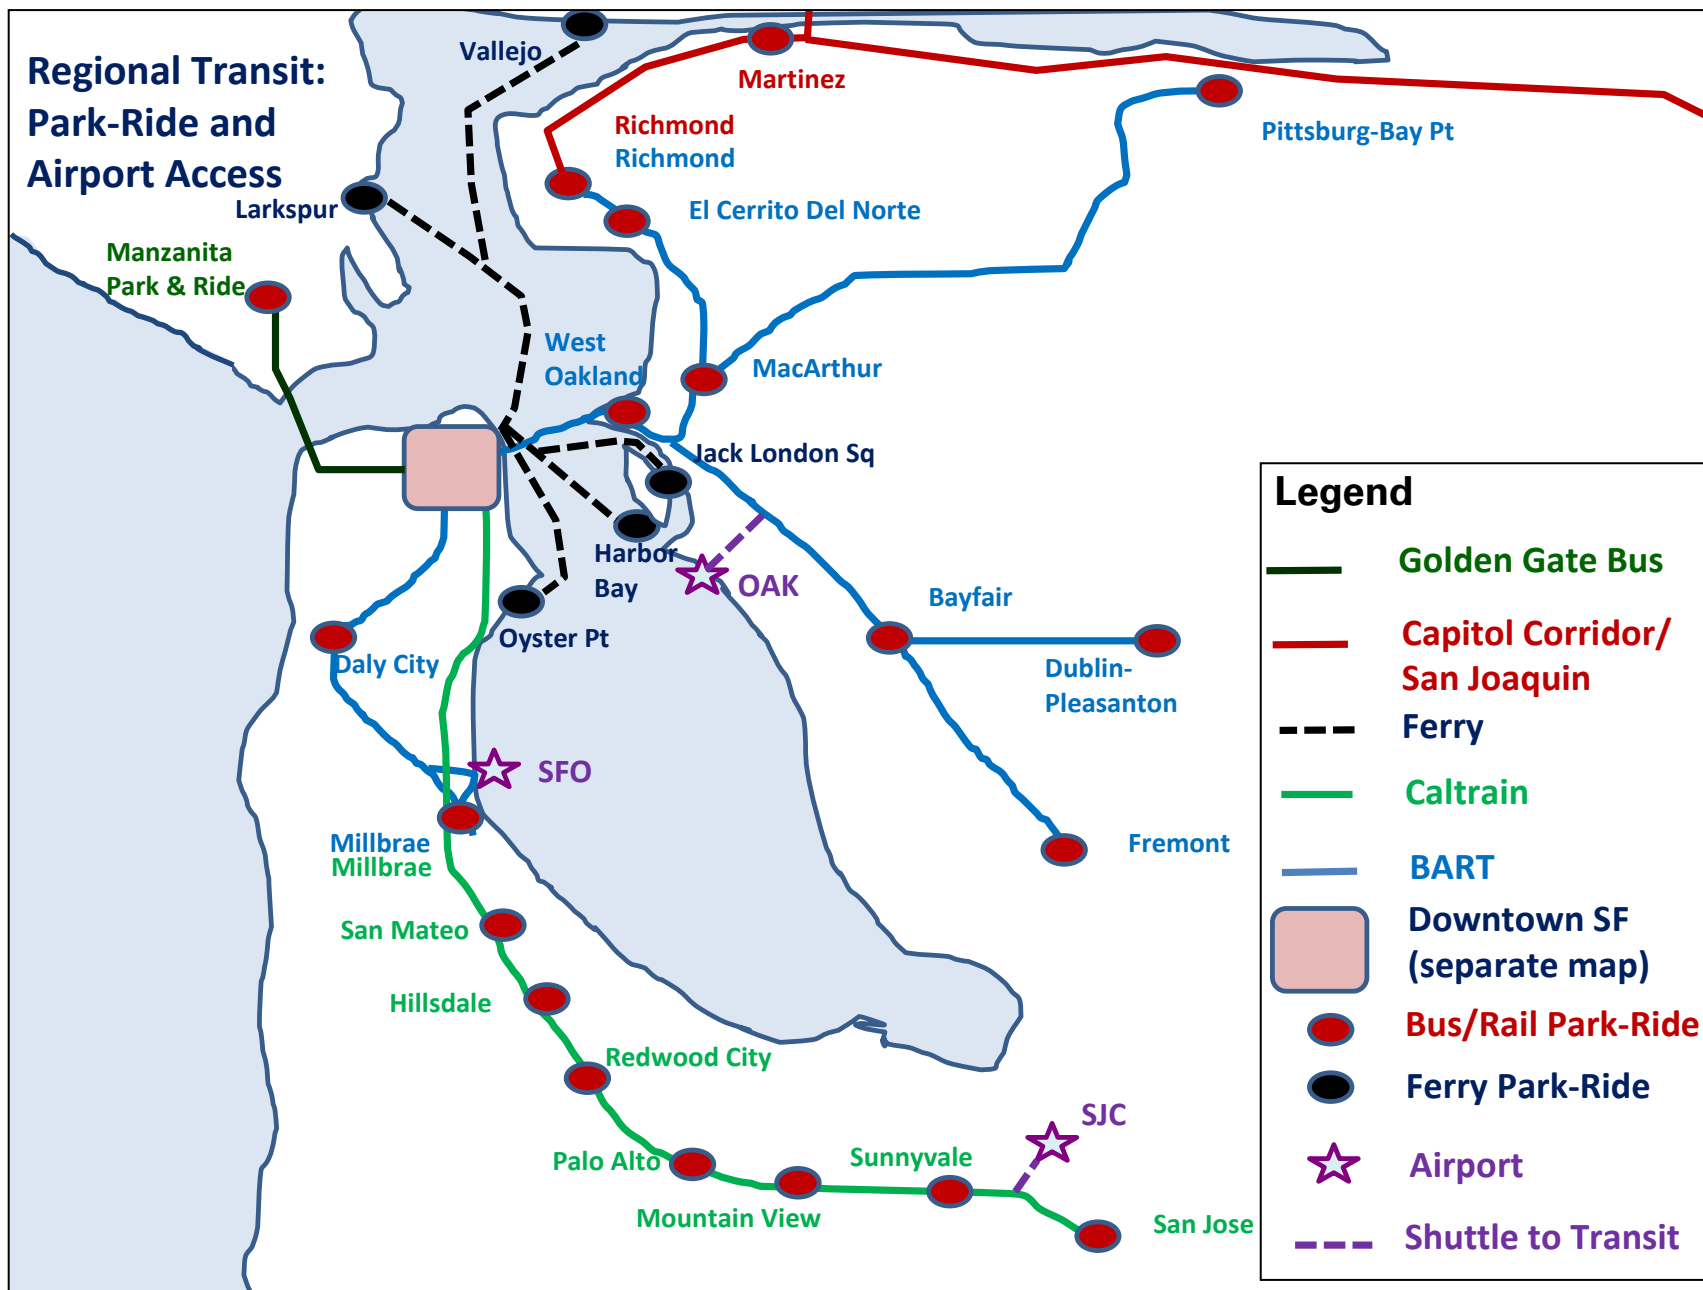 Regional Transit:
Park-Ride and
Airport Access
Vallejo
Martinez
Richmond
Richmond
Pittsburg-Bay Pt
Larkspur
El Cerrito Del Norte
Manzanita
Park & Ride
West
Oakland
MacArthur
Jack London Sq
Harbor
Bay
OAK
Bayfair
Oyster Pt
Daly City
Dublin-
Pleasanton
SFO
Millbrae
Millbrae
Fremont
San Mateo
Hillsdale
Redwood City
SJC
Palo Alto
Sunnyvale
Mountain View
San Jose
Legend
Golden Gate Bus
Capitol Corridor/
San Joaquin
Ferry
Caltrain
BART
Downtown SF
(separate map)
Bus/Rail Park-Ride
Ferry Park-Ride
Airport
Shuttle to Transit